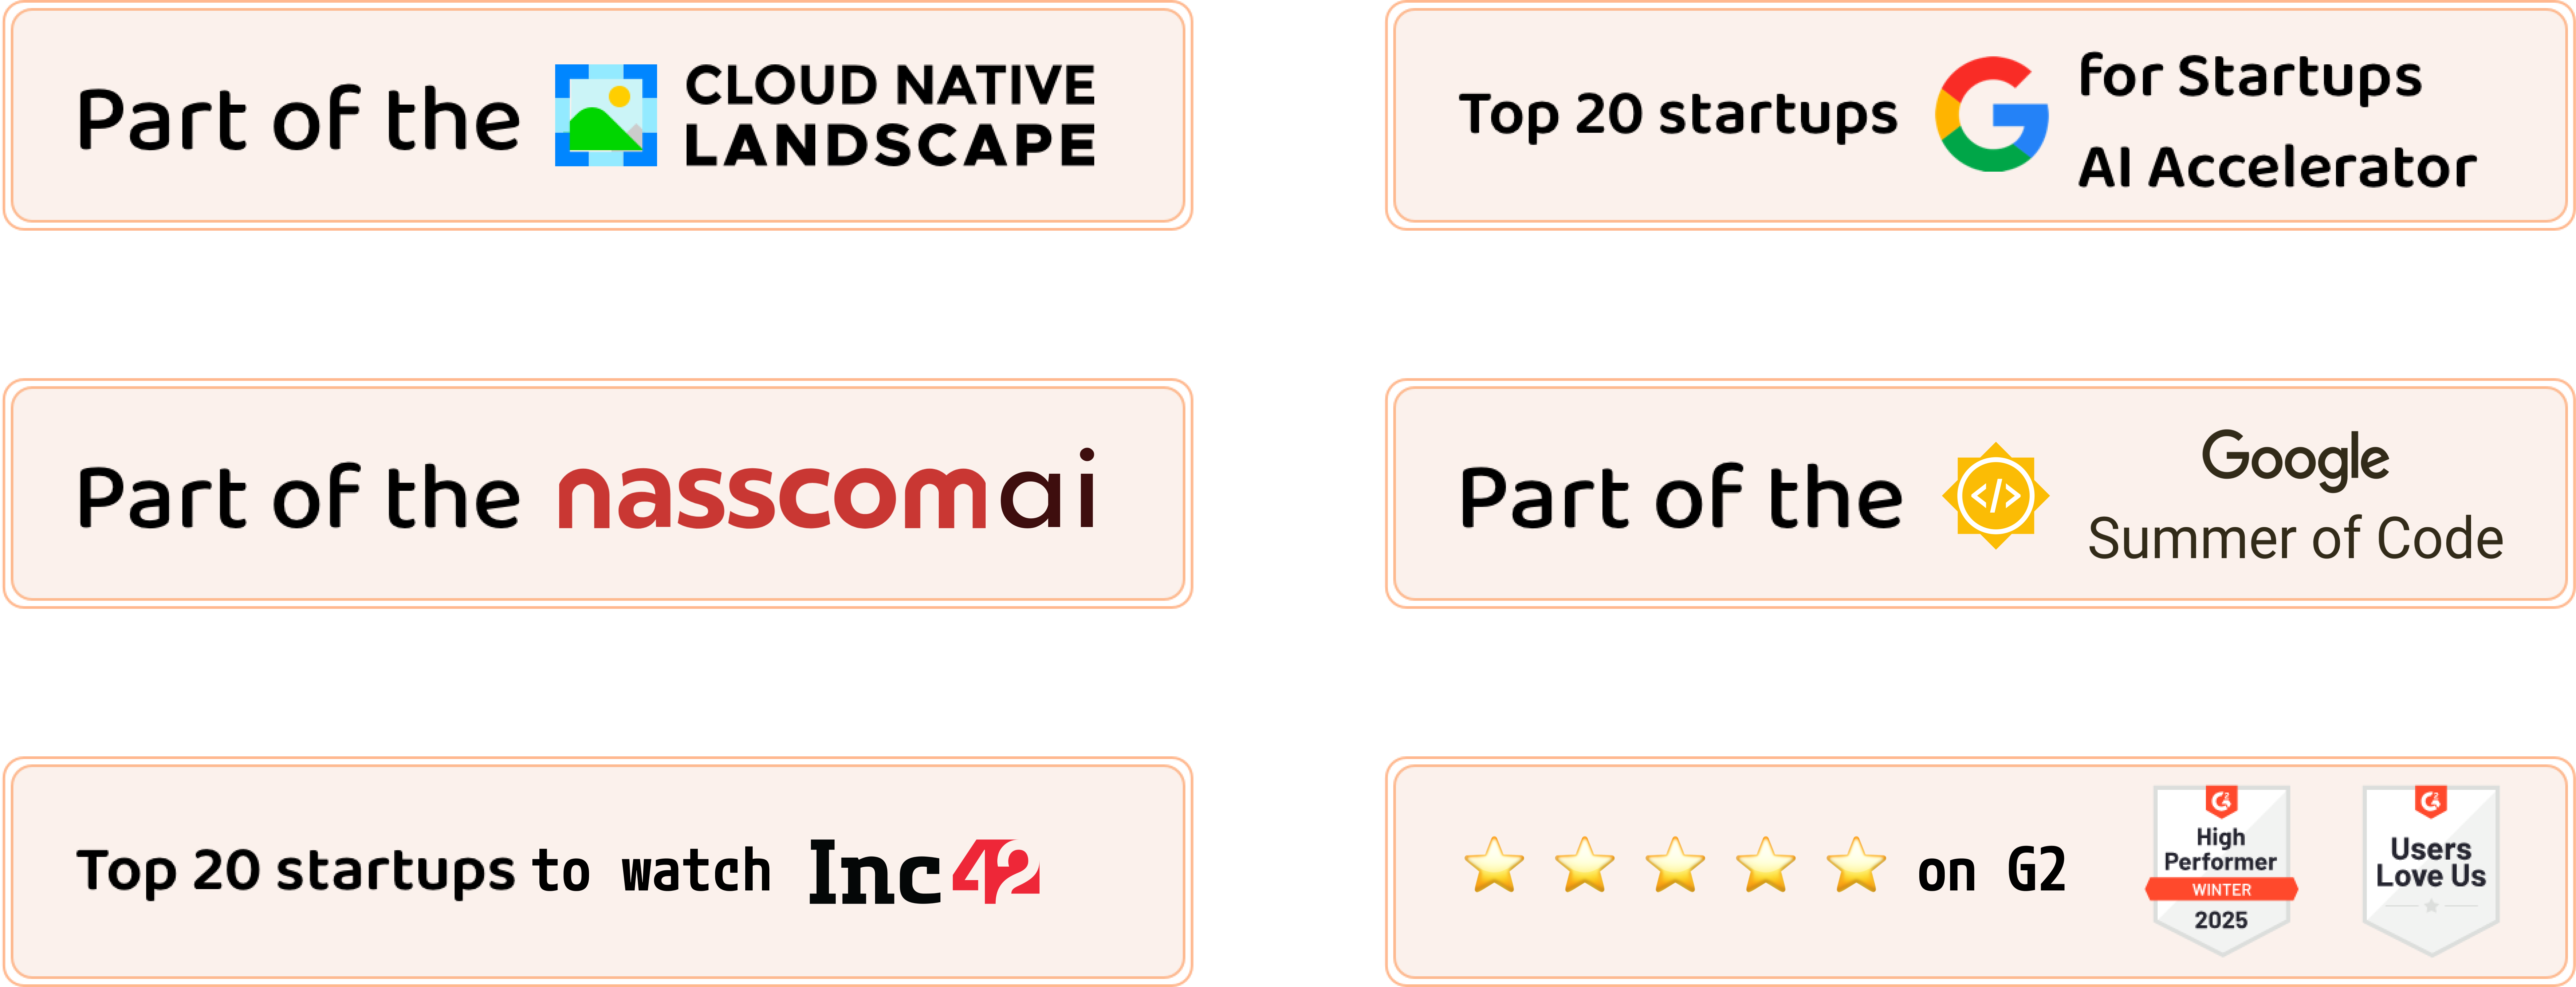 Part of the CLOUD NATIVE
LANDSCAPE
Top 20 startups G for Startups
AI Accelerator
Part of the nasscom ai
Part of the </> Google
Summer of Code
Top 20 startups to watch Inc42
on G2
G2
High
Performer
WINTER
2025
G2
Users
Love Us